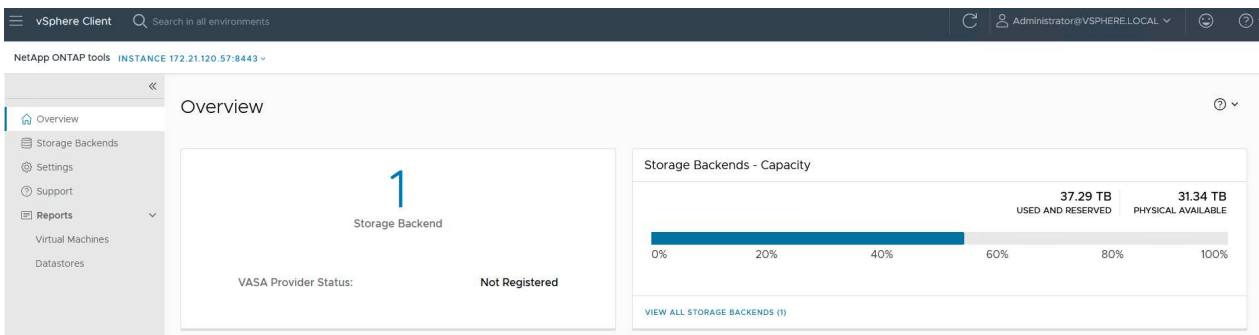 vSphere Client Search in all environments Administrator@VSPHERE.LOCAL
NetApp ONTAP tools INSTANCE 172.21.120.57:8443
Overview
Storage Backends
Settings
Support
Reports
Virtual Machines
Datastores
Overview
1
Storage Backend
VASA Provider Status: Not Registered
Storage Backends - Capacity
37.29 TB 31.34 TB
USED AND RESERVED PHYSICAL AVAILABLE
0% 20% 40% 60% 80% 100%
VIEW ALL STORAGE BACKENDS (1)